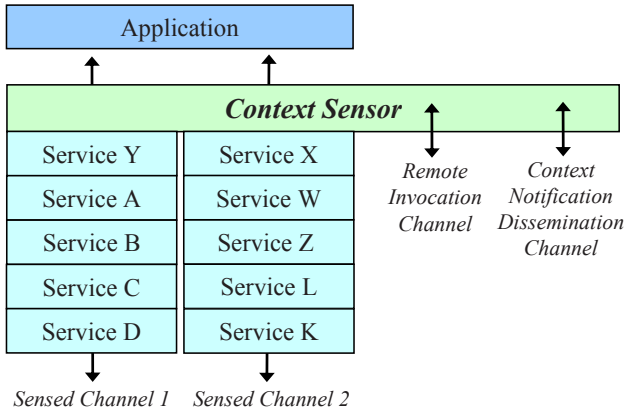 Application
Context Sensor
Service Y
Service A
Service B
Service C
Service D
Sensed Channel 1
Service X
Service W
Service Z
Service L
Service K
Sensed Channel 2
Remote
Invocation
Channel
Context
Notification
Dissemination
Channel